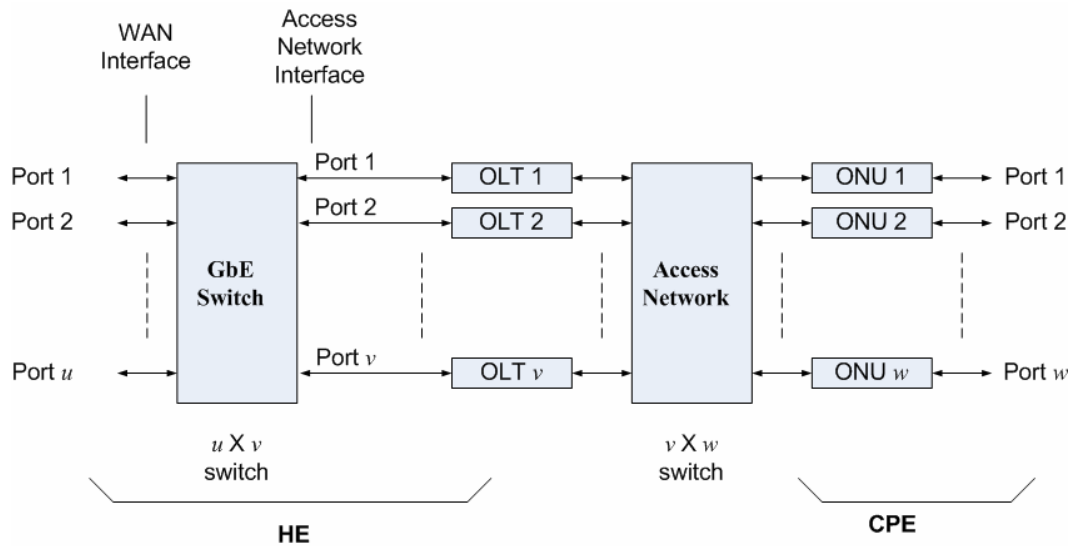 WAN
Interface
Access
Network
Interface
Port 1
Port 1
OLT 1
ONU 1
Port 1
Port 2
Port 2
OLT 2
ONU 2
Port 2
GbE
Switch
Access
Network
Port u
Port v
OLT v
ONU w
Port w
u X v
switch
v X w
switch
HE
CPE